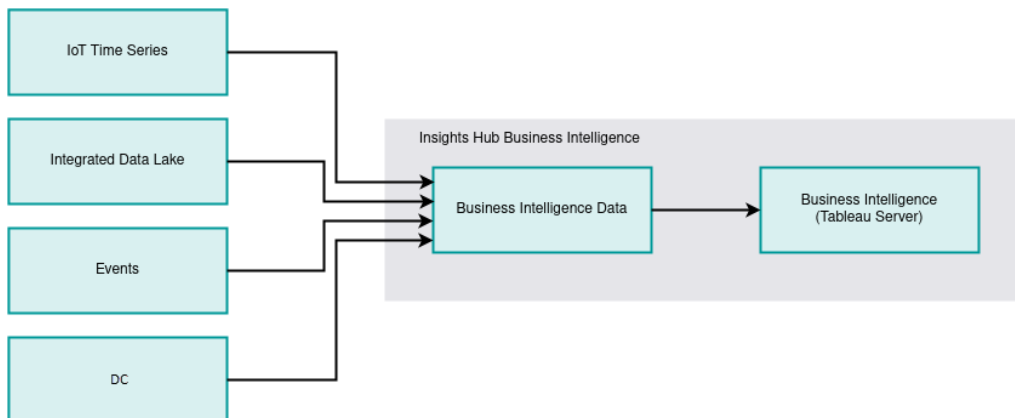 IoT Time Series
Integrated Data Lake
Events
DC
Insights Hub Business Intelligence
Business Intelligence Data
Business Intelligence
(Tableau Server)